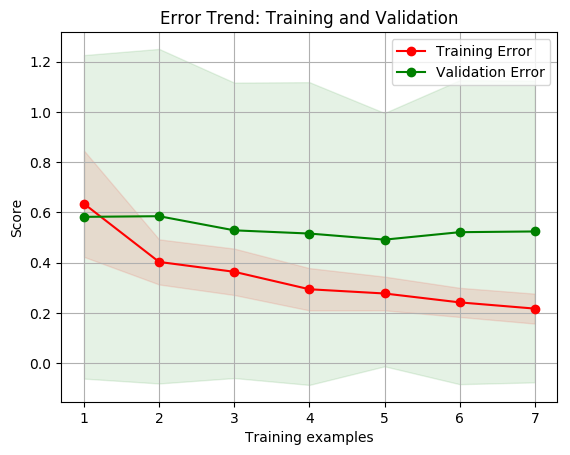 Error Trend: Training and Validation
Training Error
Validation Error
1.2
1.0
0.8
0.6
0.4
0.2
0.0
Score
1 2 3 4 5 6 7
Training examples